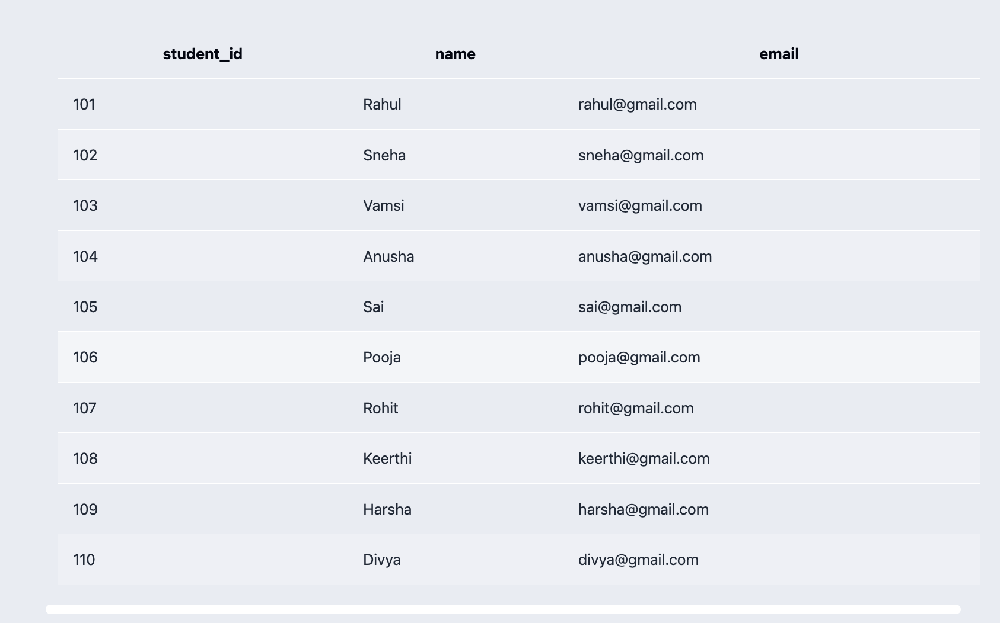 student_id name email
101 Rahul rahul@gmail.com
102 Sneha sneha@gmail.com
103 Vamsi vamsi@gmail.com
104 Anusha anusha@gmail.com
105 Sai sai@gmail.com
106 Pooja pooja@gmail.com
107 Rohit rohit@gmail.com
108 Keerthi keerthi@gmail.com
109 Harsha harsha@gmail.com
110 Divya divya@gmail.com